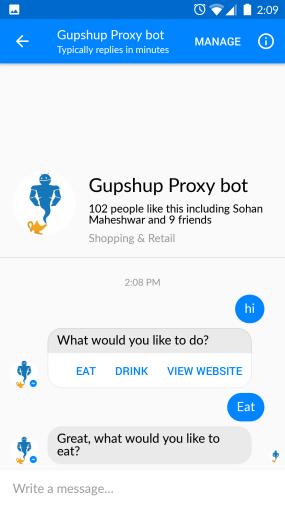 2:09
Gupshup Proxy bot
Typically replies in minutes
MANAGE
Gupshup Proxy bot
102 people like this including Sohan
Maheshwar and 9 friends
Shopping & Retail
2:08 PM
hi
What would you like to do?
EAT DRINK VIEW WEBSITE
Eat
Great, what would you like to
eat?
Write a message...